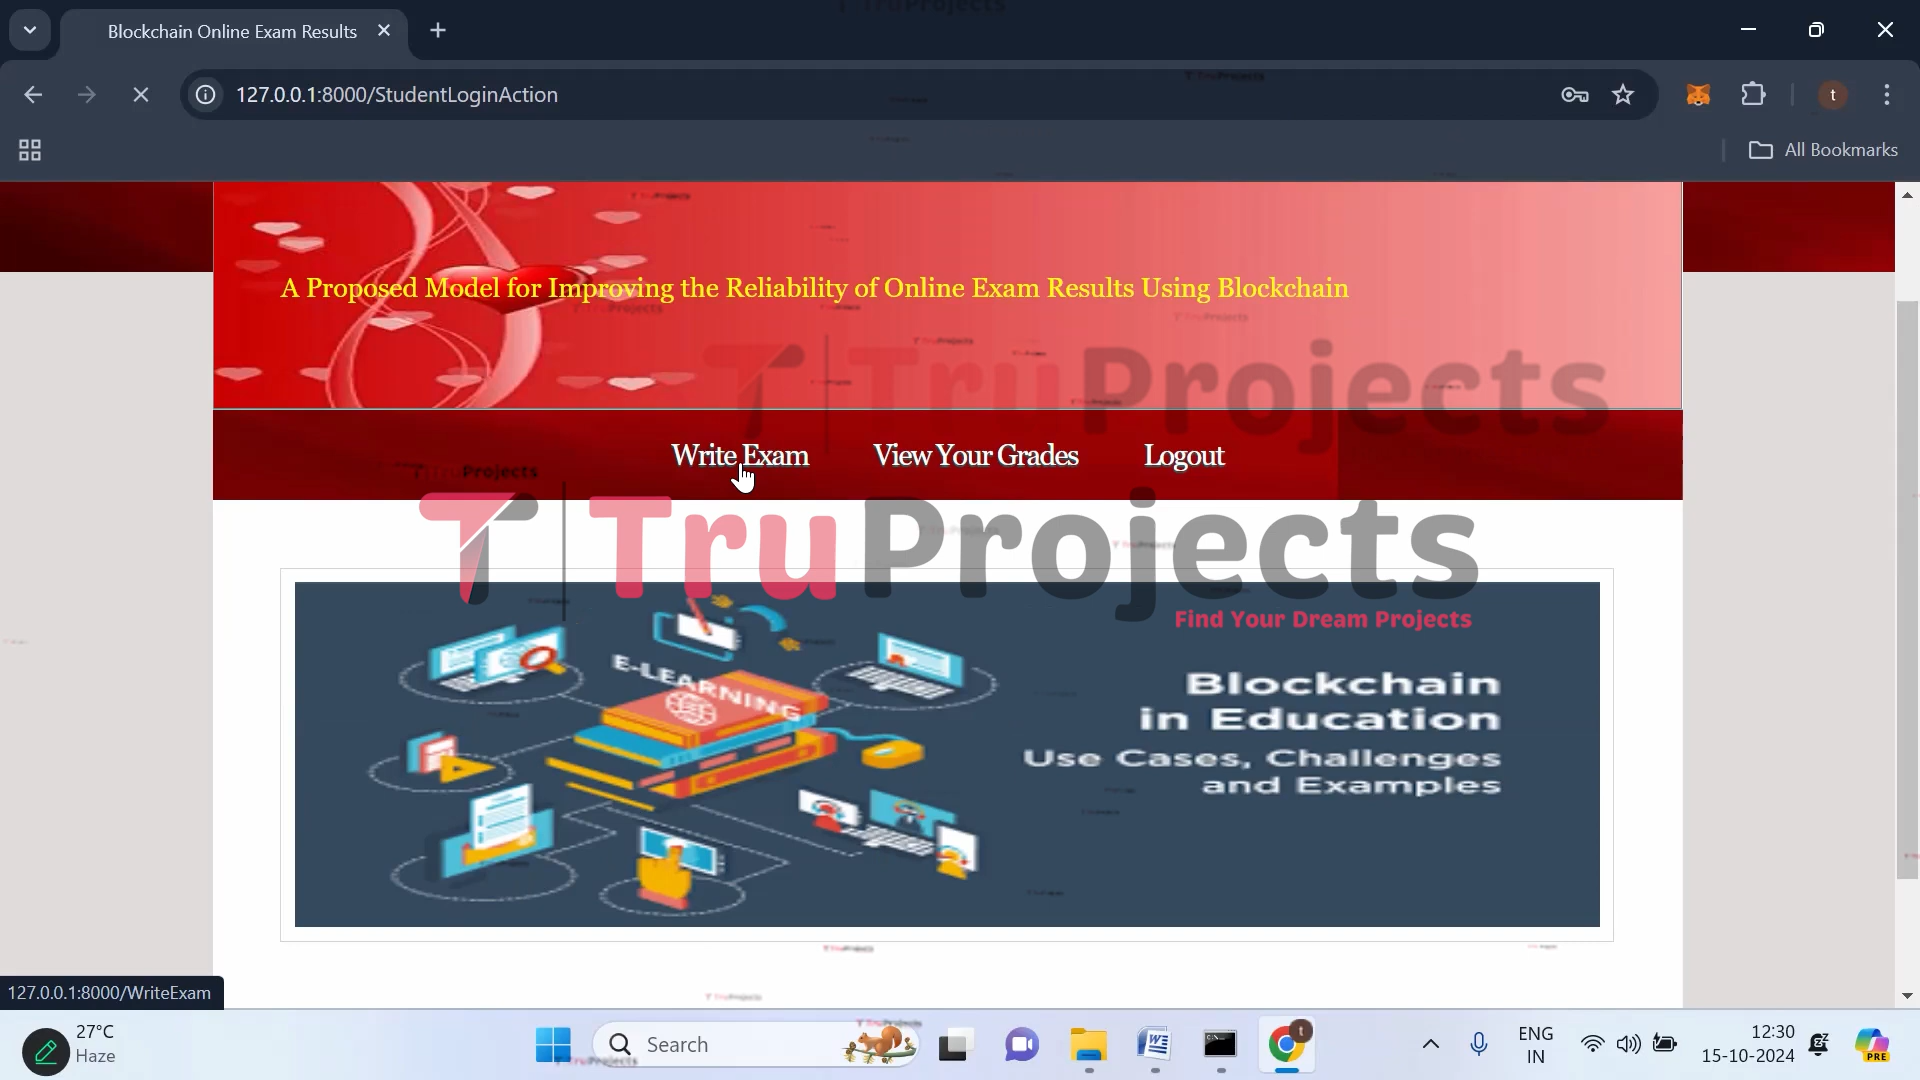 Blockchain Online Exam Results
127.0.0.1:8000/StudentLoginAction
t
All Bookmarks
A Proposed Model for Improving the Reliability of Online Exam Results Using Blockchain
TruProjects
Write Exam View Your Grades Logout
TruProjects
Find Your Dream Projects
E-LEARNING
Blockchain
in Education
Use Cases, Challenges
and Examples
127.0.0.1:8000/WriteExam
27°C
Haze
Search
t
ENG
IN
12:30
15-10-2024
PRE